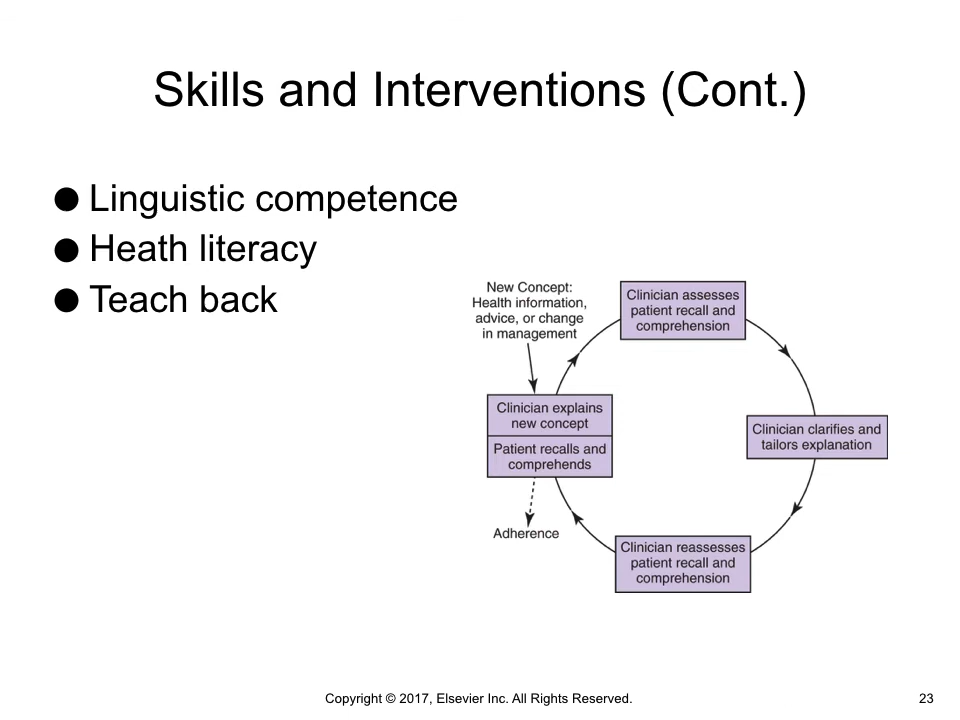 Skills and Interventions (Cont.)
● Linguistic competence
● Heath literacy
● Teach back
New Concept:
Health information,
advice, or change
in management
Clinician assesses
patient recall and
comprehension
Clinician explains
new concept
Patient recalls and
comprehends
Clinician clarifies and
tailors explanation
Adherence
Clinician reassesses
patient recall and
comprehension
Copyright © 2017, Elsevier Inc. All Rights Reserved.
23